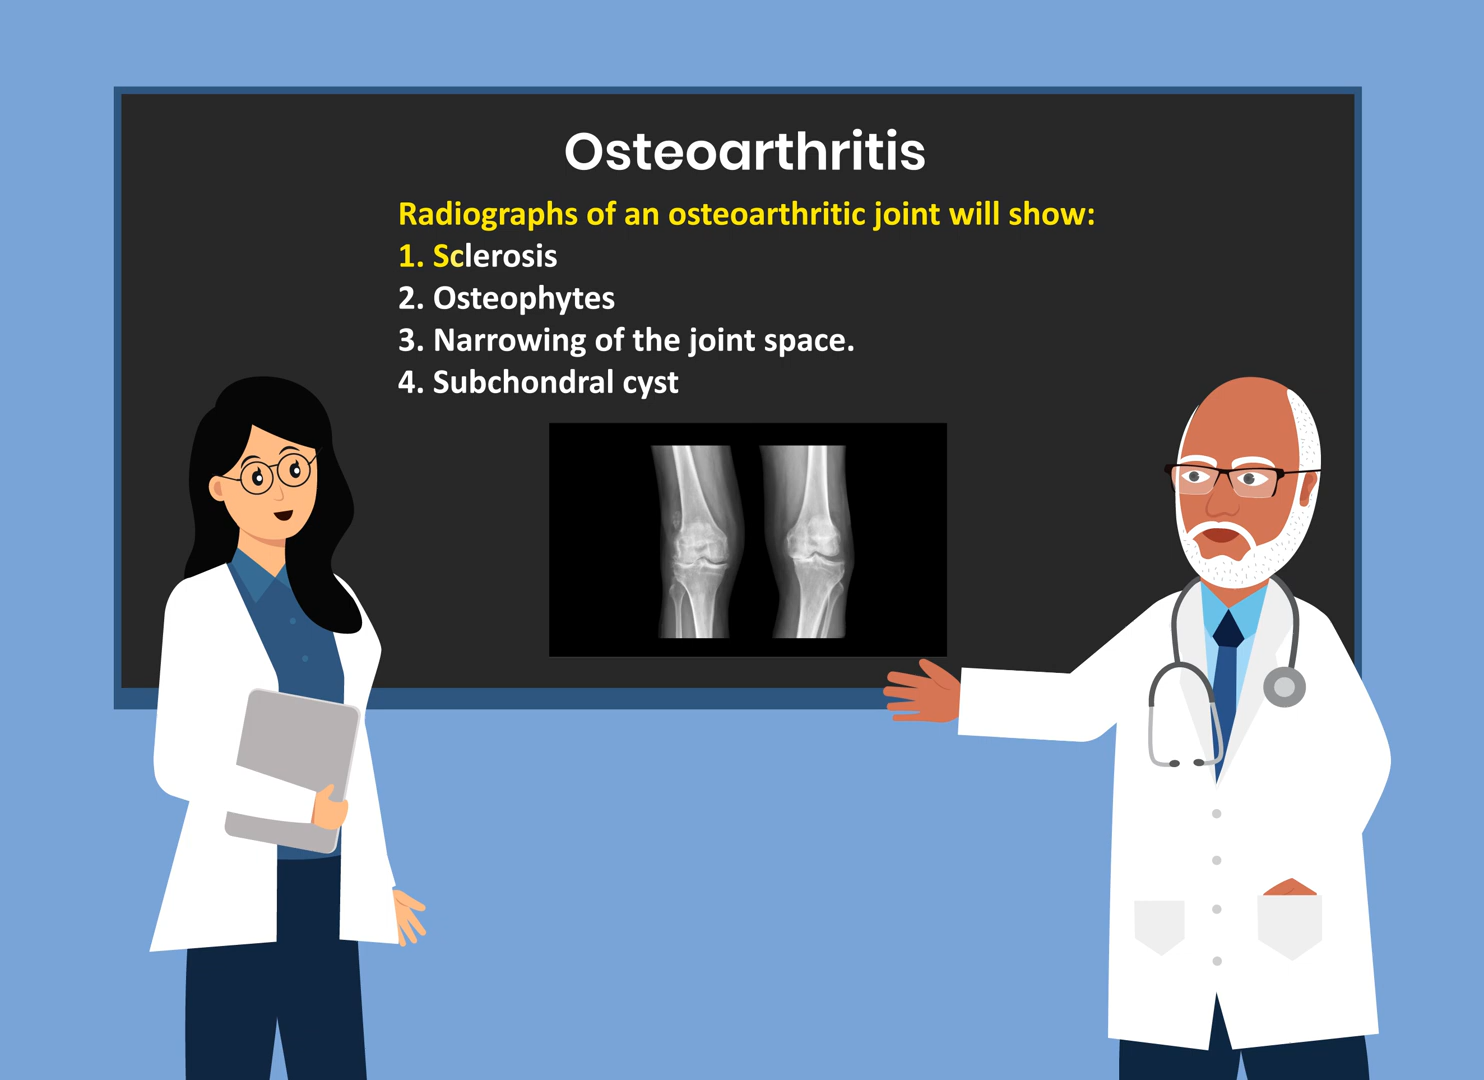 Osteoarthritis
Radiographs of an osteoarthritic joint will show:
1. Sclerosis
2. Osteophytes
3. Narrowing of the joint space.
4. Subchondral cyst